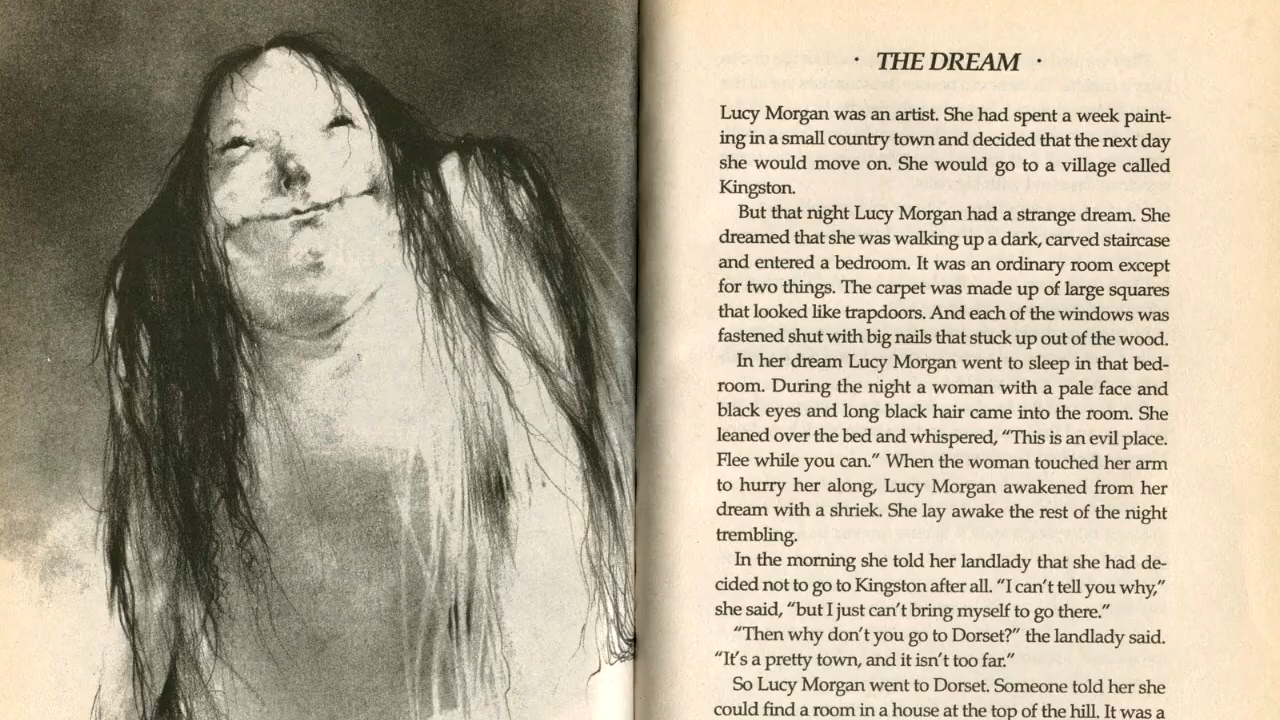 · THE DREAM ·
Lucy Morgan was an artist. She had spent a week paint-
ing in a small country town and decided that the next day
she would move on. She would go to a village called
Kingston.
But that night Lucy Morgan had a strange dream. She
dreamed that she was walking up a dark, carved staircase
and entered a bedroom. It was an ordinary room except
for two things. The carpet was made up of large squares
that looked like trapdoors. And each of the windows was
fastened shut with big nails that stuck up out of the wood.
In her dream Lucy Morgan went to sleep in that bed-
room. During the night a woman with a pale face and
black eyes and long black hair came into the room. She
leaned over the bed and whispered, “This is an evil place.
Flee while you can.” When the woman touched her arm
to hurry her along, Lucy Morgan awakened from her
dream with a shriek. She lay awake the rest of the night
trembling.
In the morning she told her landlady that she had de-
cided not to go to Kingston after all. “I can’t tell you why,”
she said, “but I just can’t bring myself to go there.”
“Then why don’t you go to Dorset?” the landlady said.
“It’s a pretty town, and it isn’t too far.”
So Lucy Morgan went to Dorset. Someone told her she
could find a room in a house at the top of the hill. It was a